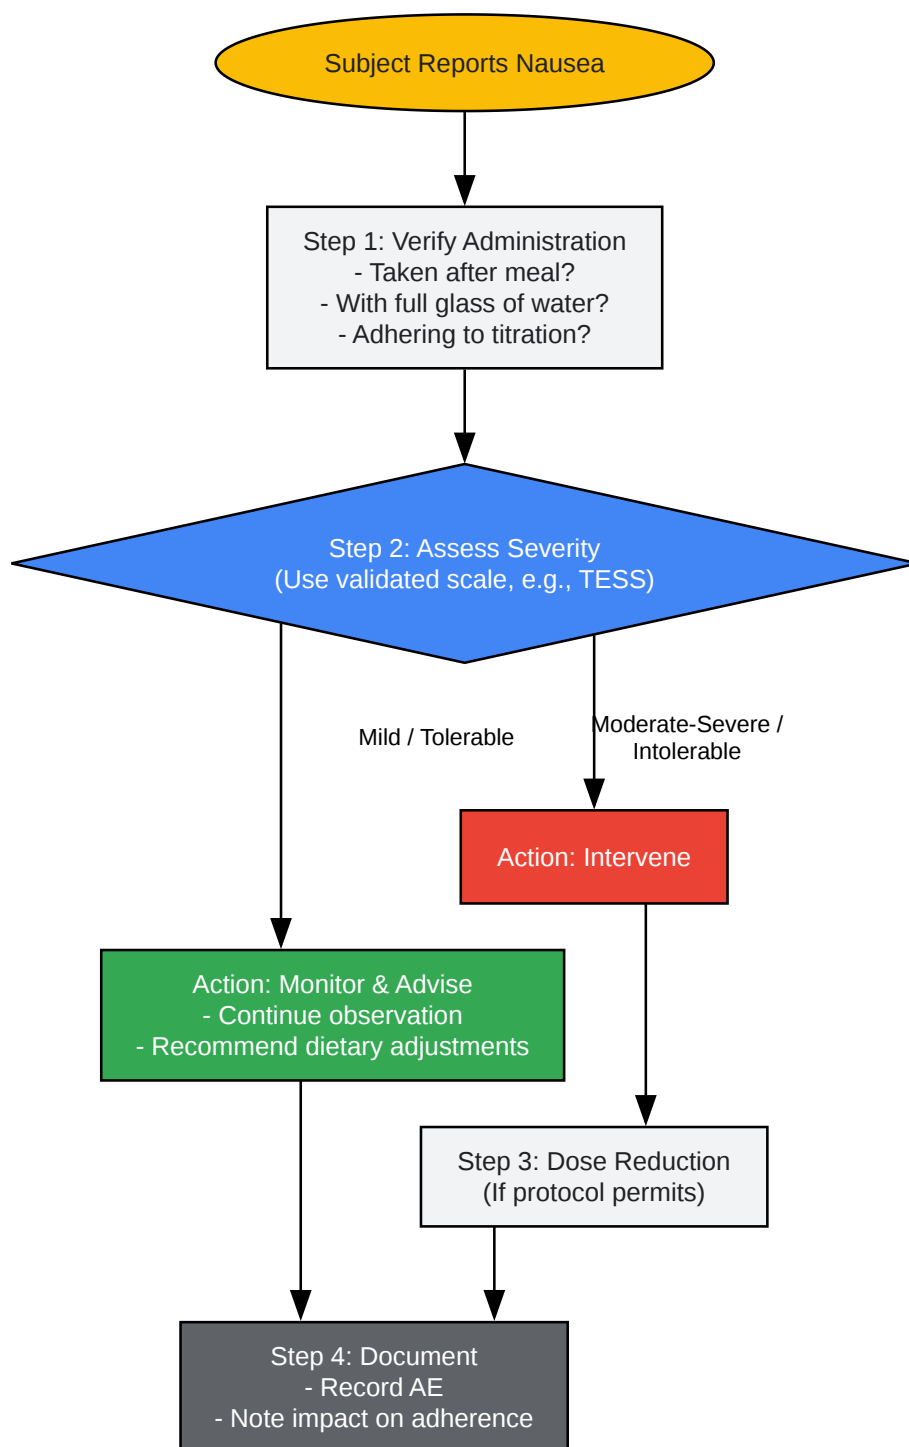 Subject Reports Nausea
Step 1: Verify Administration
- Taken after meal?
- With full glass of water?
- Adhering to titration?
Step 2: Assess Severity
(Use validated scale, e.g., TESS)
Mild / Tolerable
Moderate-Severe /
Intolerable
Action: Intervene
Action: Monitor & Advise
- Continue observation
- Recommend dietary adjustments
Step 3: Dose Reduction
(If protocol permits)
Step 4: Document
- Record AE
- Note impact on adherence